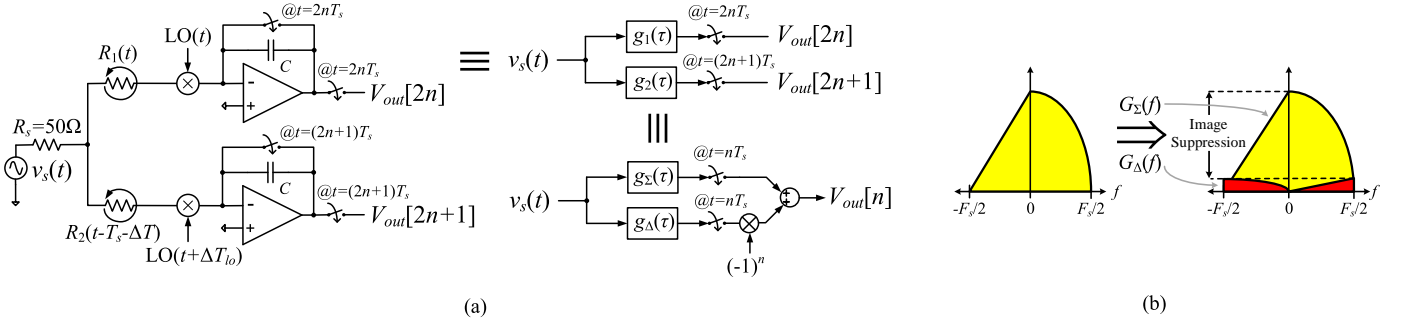 @t=2nTs
LO(t)
R1(t)
×
C
-
+
@t=2nTs
Vout[2n]
Rs=50Ω
vs(t)
@t=(2n+1)Ts
×
C
-
+
@t=(2n+1)Ts
Vout[2n+1]
R2(t-Ts-ΔT)
LO(t+ΔTlo)
≡
vs(t)
g1(τ)
@t=2nTs
Vout[2n]
g2(τ)
@t=(2n+1)Ts
Vout[2n+1]
≡
vs(t)
gΣ(τ)
@t=nTs
gΔ(τ)
@t=nTs
×
+
+
Vout[n]
(-1)^n
(a)
-Fs/2
0
Fs/2
f
GΣ(f)
GΔ(f)
Image
Suppression
-Fs/2
0
Fs/2
f
(b)